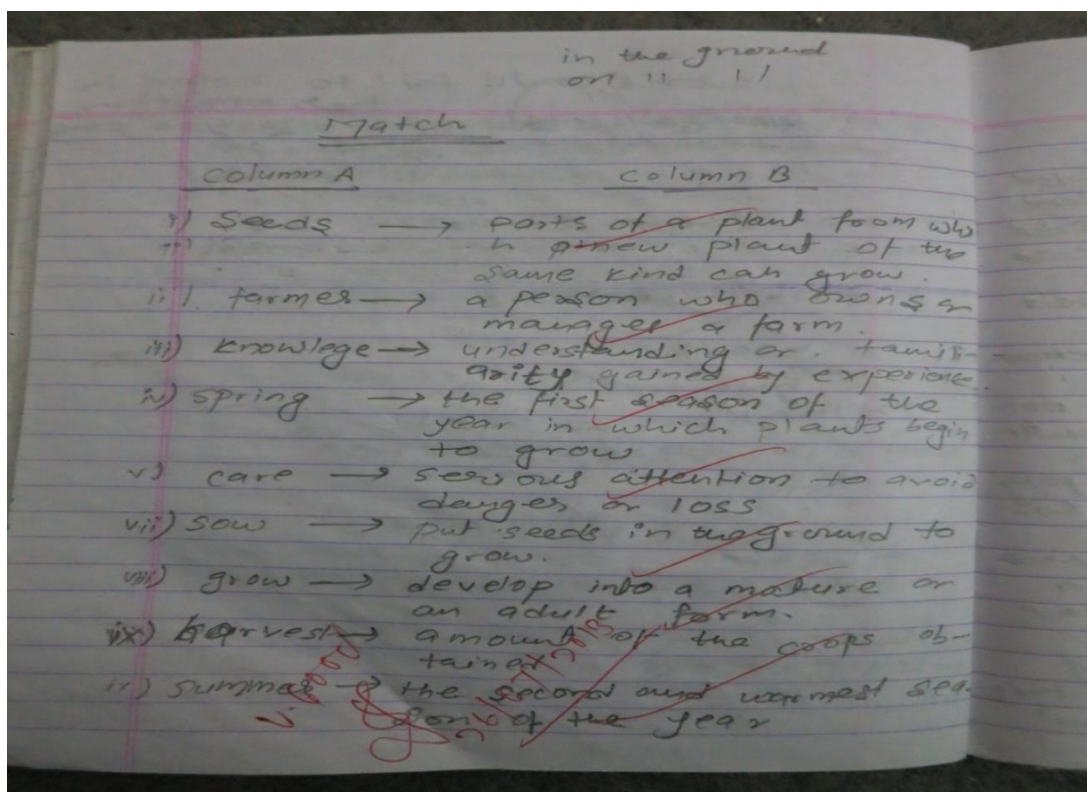 in the ground
on " "
Match
Column A Column B
i) Seeds → parts of a plant from whic
h a new plant of the
same kind can grow.
ii). farmer → a person who owns or
manages a farm.
iii) knowlege → understanding or famili-
arity gained by experience
iv) spring → the first season of the
year in which plants begin
to grow
v) care → serious attention to avoid
danger or loss
vii) sow → put seeds in the ground to
grow.
viii) grow → develop into a mature or
an adult form.
ix) harvest → amount of the crops ob-
tained
summer → the second and warmest sea-
son of the year
V. Good